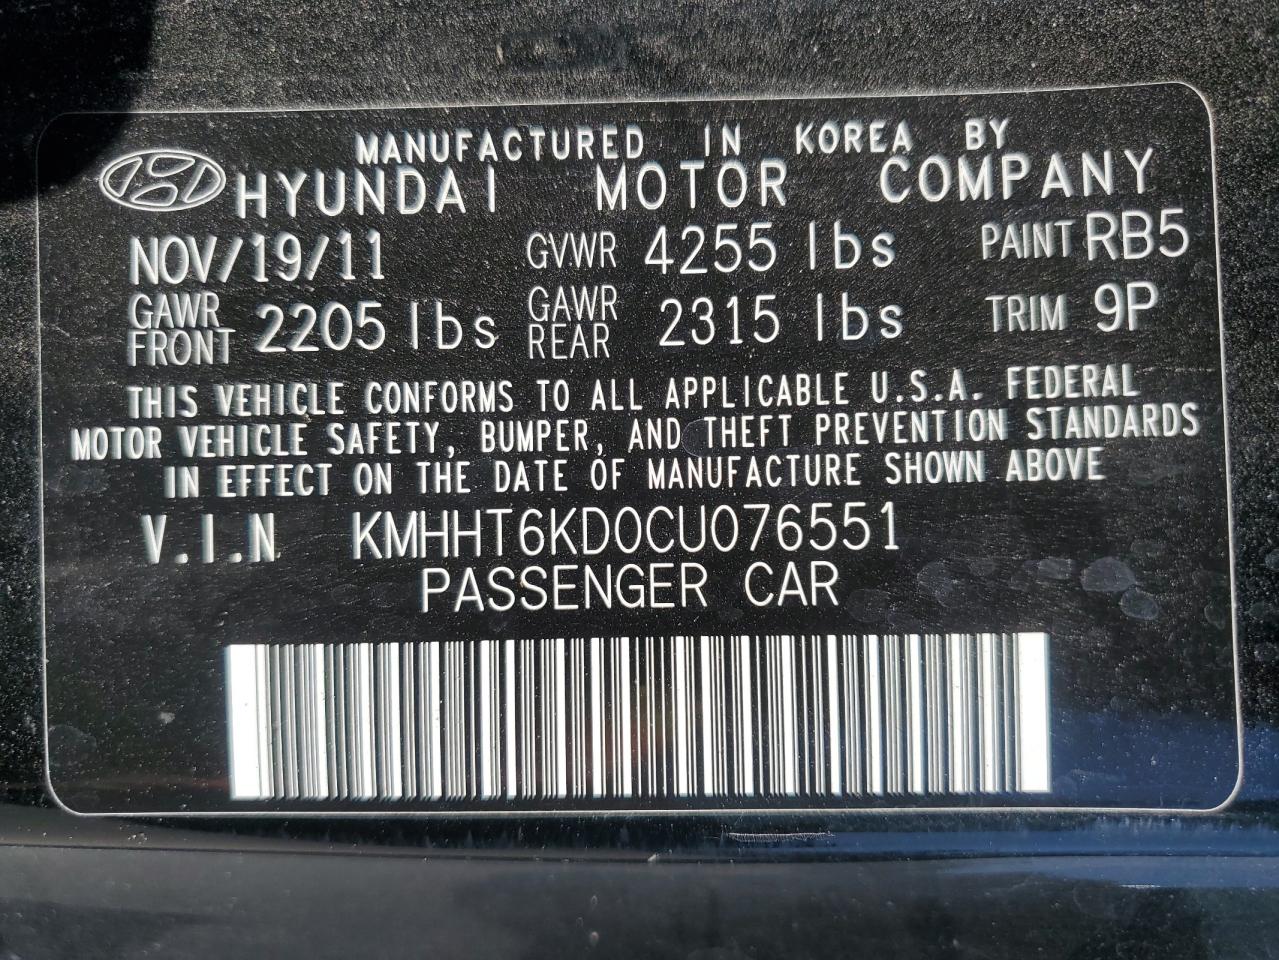 MANUFACTURED IN KOREA BY
HYUNDAI MOTOR COMPANY
NOV/19/11 GVWR 4255 lbs PAINT RB5
GAWR FRONT 2205 lbs GAWR REAR 2315 lbs TRIM 9P
THIS VEHICLE CONFORMS TO ALL APPLICABLE U.S.A. FEDERAL
MOTOR VEHICLE SAFETY, BUMPER, AND THEFT PREVENTION STANDARDS
IN EFFECT ON THE DATE OF MANUFACTURE SHOWN ABOVE
V.I.N KMHHT6KD0CU076551
PASSENGER CAR